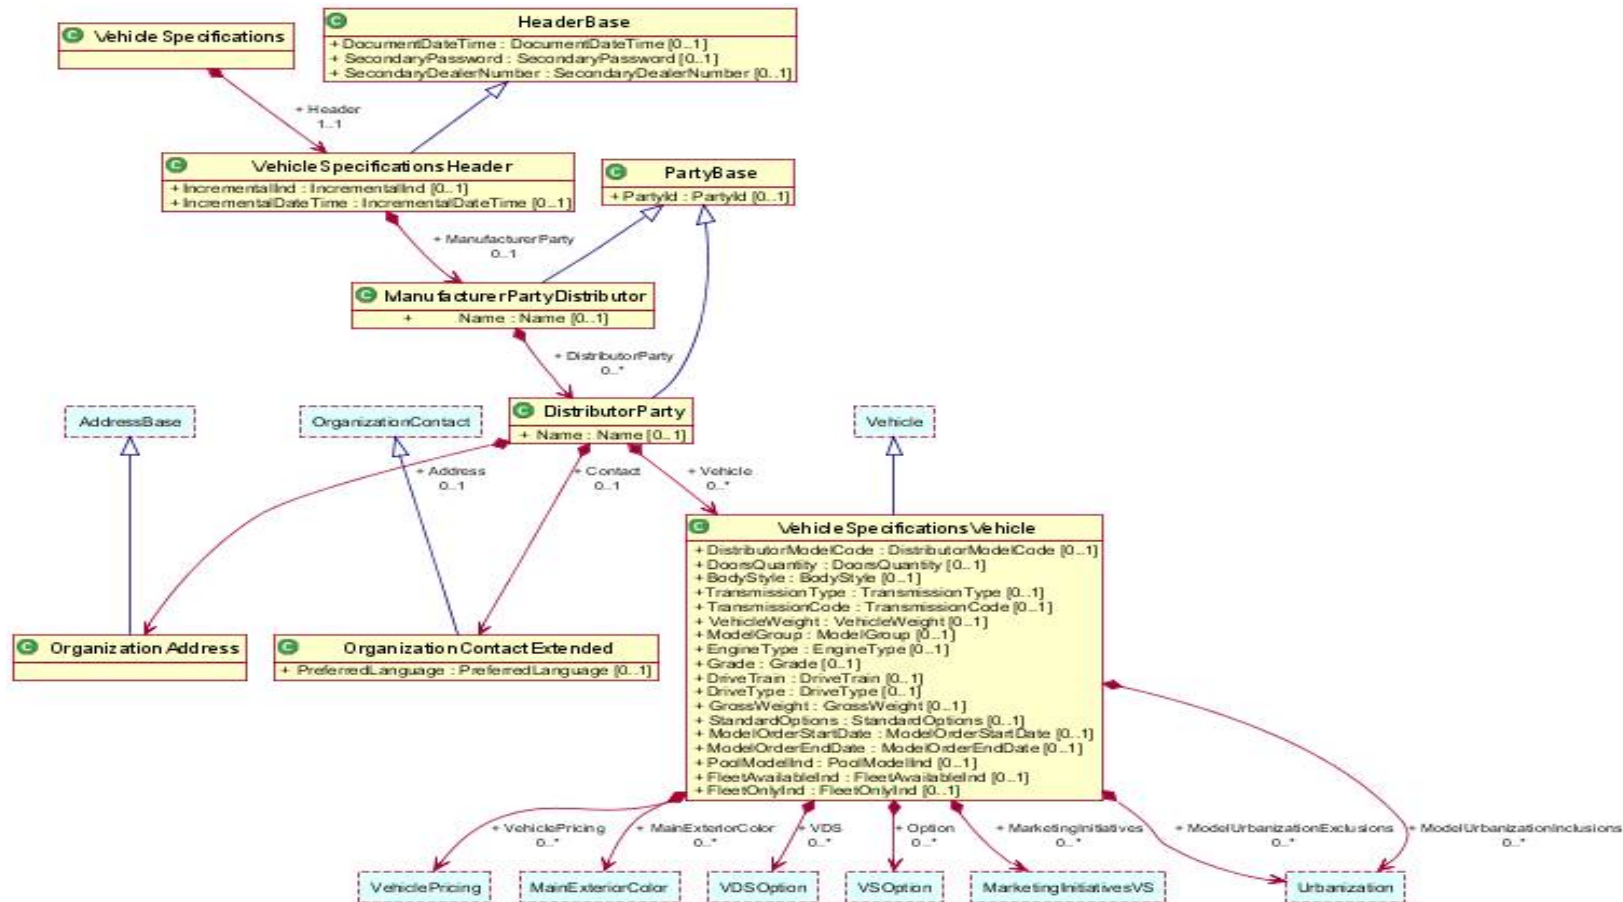 C Vehicle Specifications
C HeaderBase
+ DocumentDateTime : DocumentDateTime [0..1]
+ SecondaryPassword : SecondaryPassword [0..1]
+ SecondaryDealerNumber : SecondaryDealerNumber [0..1]
+ Header
1..1
C VehicleSpecificationsHeader
+ IncrementalInd : IncrementalInd [0..1]
+ IncrementalDateTime : IncrementalDateTime [0..1]
C PartyBase
+ PartyId : PartyId [0..1]
+ ManufacturerParty
0..1
C ManufacturerPartyDistributor
+ Name : Name [0..1]
+ DistributorParty
0..*
AddressBase
OrganizationContact
C DistributorParty
+ Name : Name [0..1]
Vehicle
+ Address
0..1
+ Contact
0..1
+ Vehicle
0..*
C VehicleSpecificationsVehicle
+ DistributorModelCode : DistributorModelCode [0..1]
+ DoorsQuantity : DoorsQuantity [0..1]
+ BodyStyle : BodyStyle [0..1]
+ TransmissionType : TransmissionType [0..1]
+ TransmissionCode : TransmissionCode [0..1]
+ VehicleWeight : VehicleWeight [0..1]
+ ModelGroup : ModelGroup [0..1]
+ EngineType : EngineType [0..1]
+ Grade : Grade [0..1]
+ DriveTrain : DriveTrain [0..1]
+ DriveType : DriveType [0..1]
+ GrossWeight : GrossWeight [0..1]
+ StandardOptions : StandardOptions [0..1]
+ ModelOrderStartDate : ModelOrderStartDate [0..1]
+ ModelOrderEndDate : ModelOrderEndDate [0..1]
+ PoolModelInd : PoolModelInd [0..1]
+ FleetAvailableInd : FleetAvailableInd [0..1]
+ FleetOnlyInd : FleetOnlyInd [0..1]
C Organization Address
C Organization ContactExtended
+ PreferredLanguage : PreferredLanguage [0..1]
+ VehiclePricing
0..*
+ MainExteriorColor
0..*
+ VDS
0..*
+ Option
0..*
+ MarketingInitiatives
0..*
+ ModelUrbanizationExclusions
0..*
+ ModelUrbanizationInclusions
0..*
VehiclePricing
MainExteriorColor
VDSOption
VSOption
MarketingInitiativesVS
Urbanization